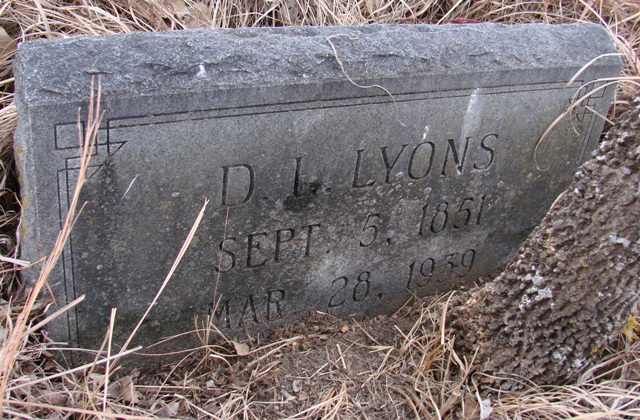 D. L. LYONS
SEPT. 5, 1851
MAR 28, 1939